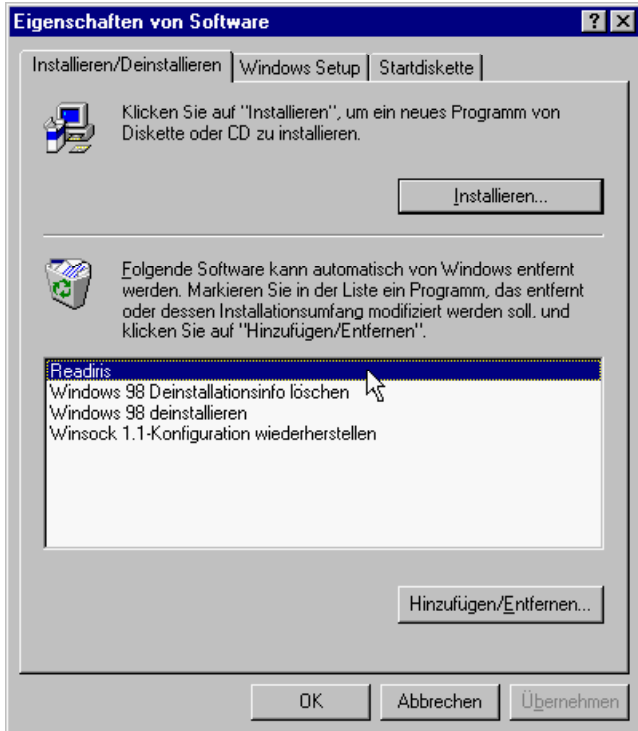 Eigenschaften von Software
Installieren/Deinstallieren Windows Setup Startdiskette
Klicken Sie auf "Installieren", um ein neues Programm von
Diskette oder CD zu installieren.
Installieren...
Folgende Software kann automatisch von Windows entfernt
werden. Markieren Sie in der Liste ein Programm, das entfernt
oder dessen Installationsumfang modifiziert werden soll. und
klicken Sie auf "Hinzufügen/Entfernen".
Readiris
Windows 98 Deinstallationsinfo löschen
Windows 98 deinstallieren
Winsock 1.1-Konfiguration wiederherstellen
Hinzufügen/Entfernen...
OK Abbrechen Übernehmen